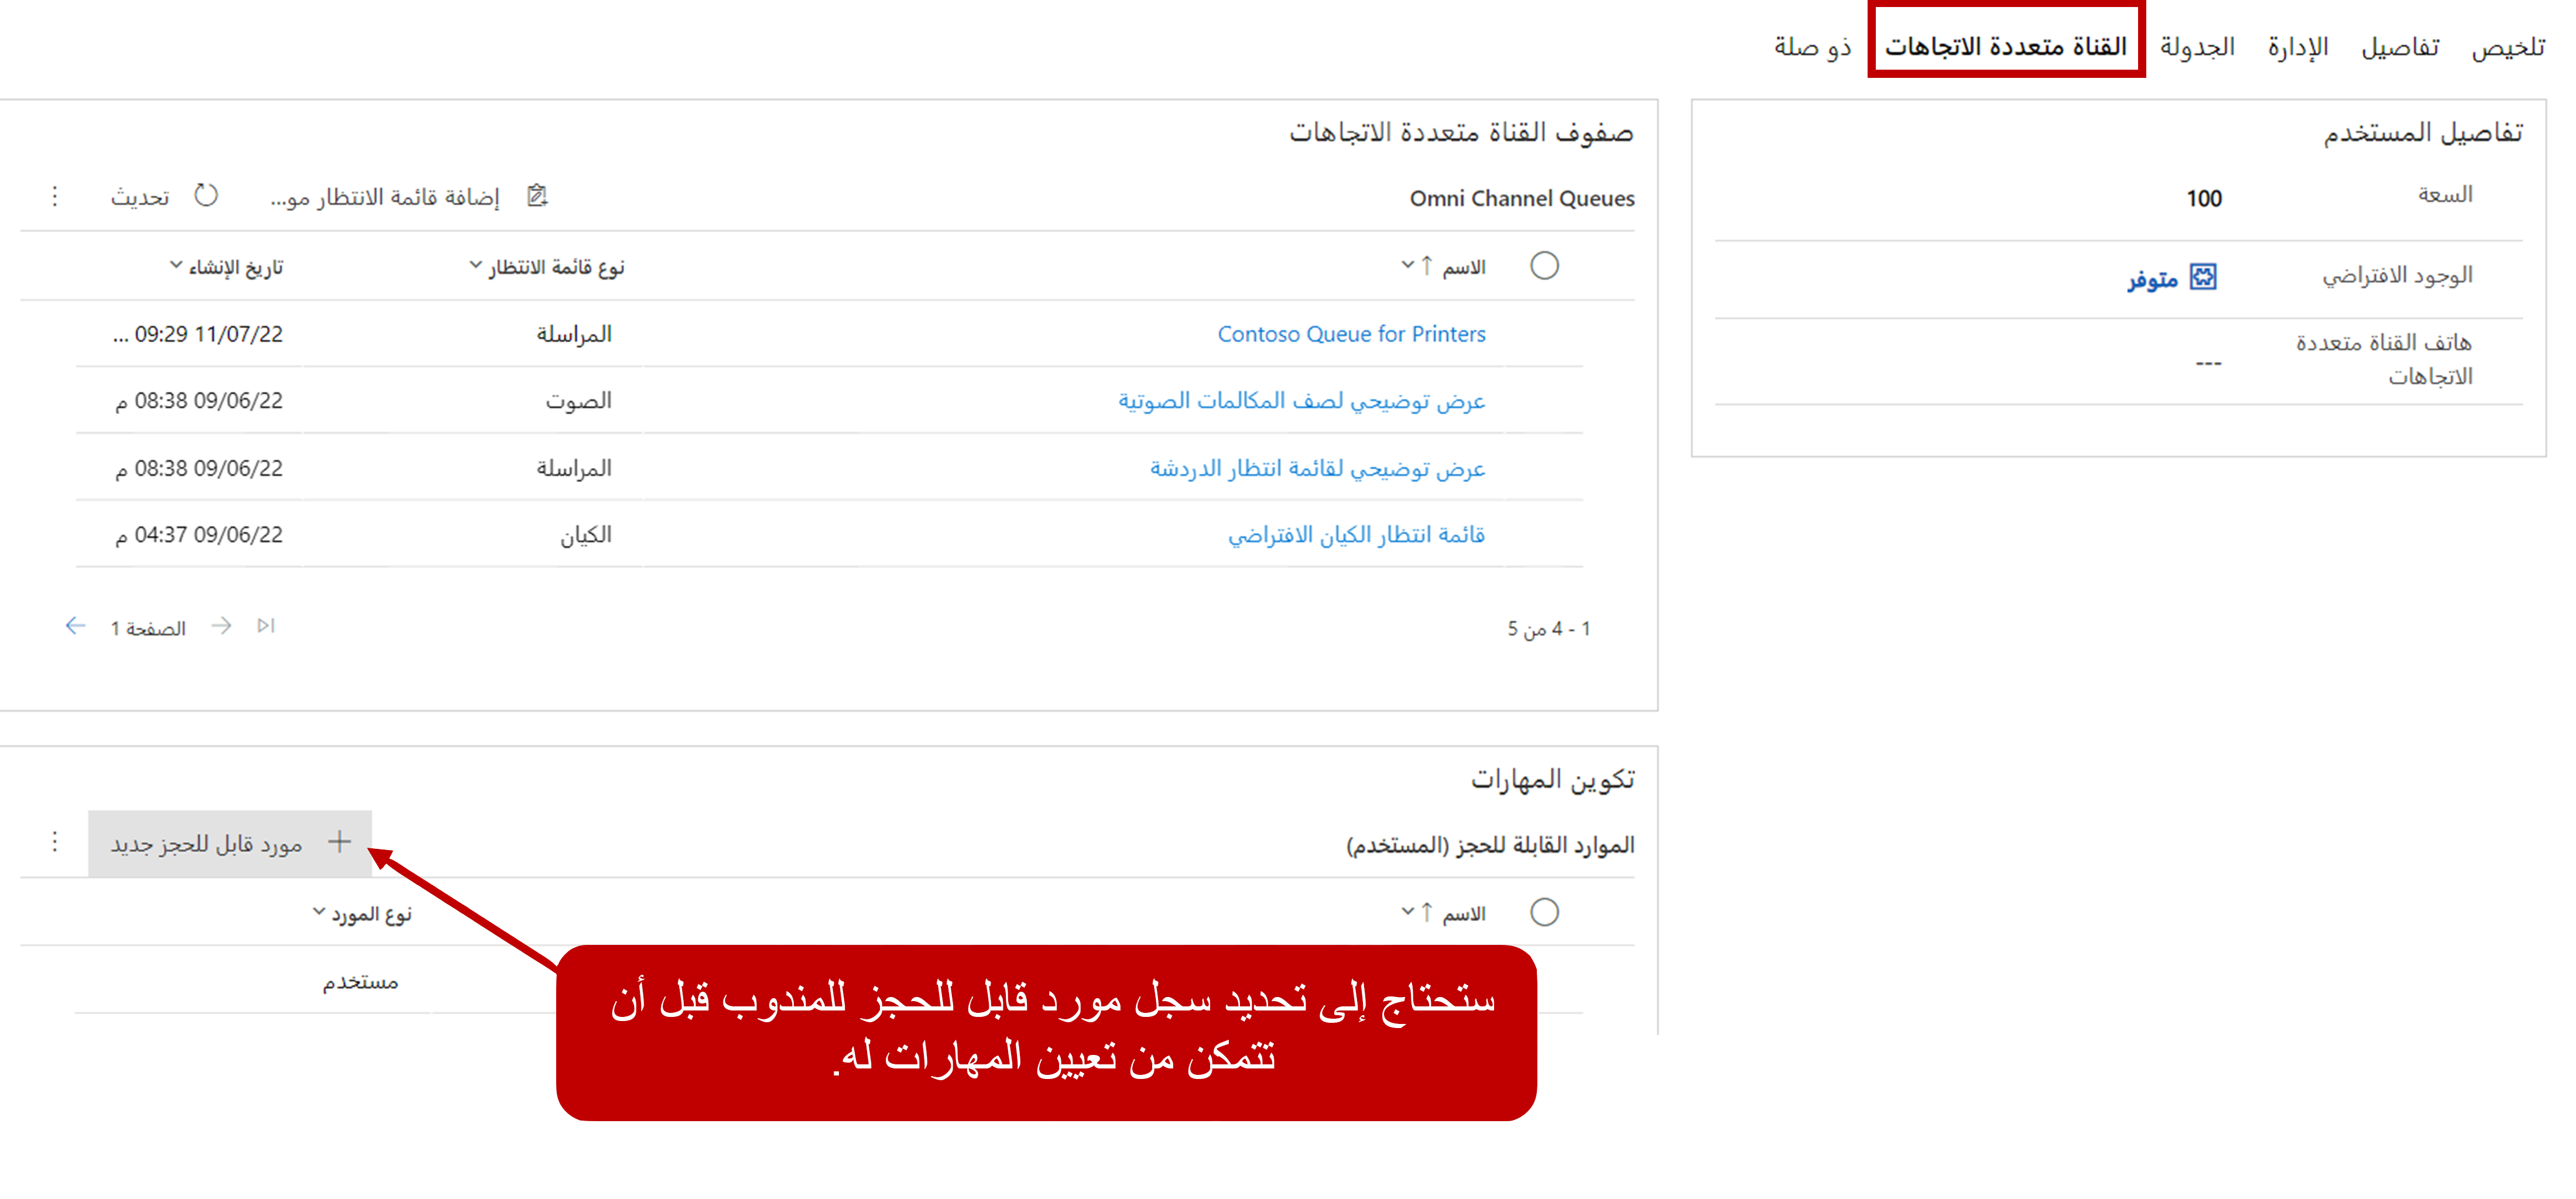 تلخيص تفاصيل الإدارة الجدولة القناة متعددة الاتجاهات ذو صلة
تفاصيل المستخدم
السعة 100
الوجود الافتراضي متوفر
هاتف القناة متعددة
الاتجاهات ---
صفوف القناة متعددة الاتجاهات
Omni Channel Queues إضافة قائمة الانتظار مو... تحديث
الاسم نوع قائمة الانتظار تاريخ الإنشاء
Contoso Queue for Printers المراسلة 11/07/22 09:29 ...
عرض توضيحي لصف المكالمات الصوتية الصوت 09/06/22 08:38 م
عرض توضيحي لقائمة انتظار الدردشة المراسلة 09/06/22 08:38 م
قائمة انتظار الكيان الافتراضي الكيان 09/06/22 04:37 م
1 - 4 من 5 الصفحة 1
تكوين المهارات
الموارد القابلة للحجز (المستخدم) + مورد قابل للحجز جديد
الاسم نوع المورد
مستخدم
ستحتاج إلى تحديد سجل مورد قابل للحجز للمندوب قبل أن
تتمكن من تعيين المهارات له.